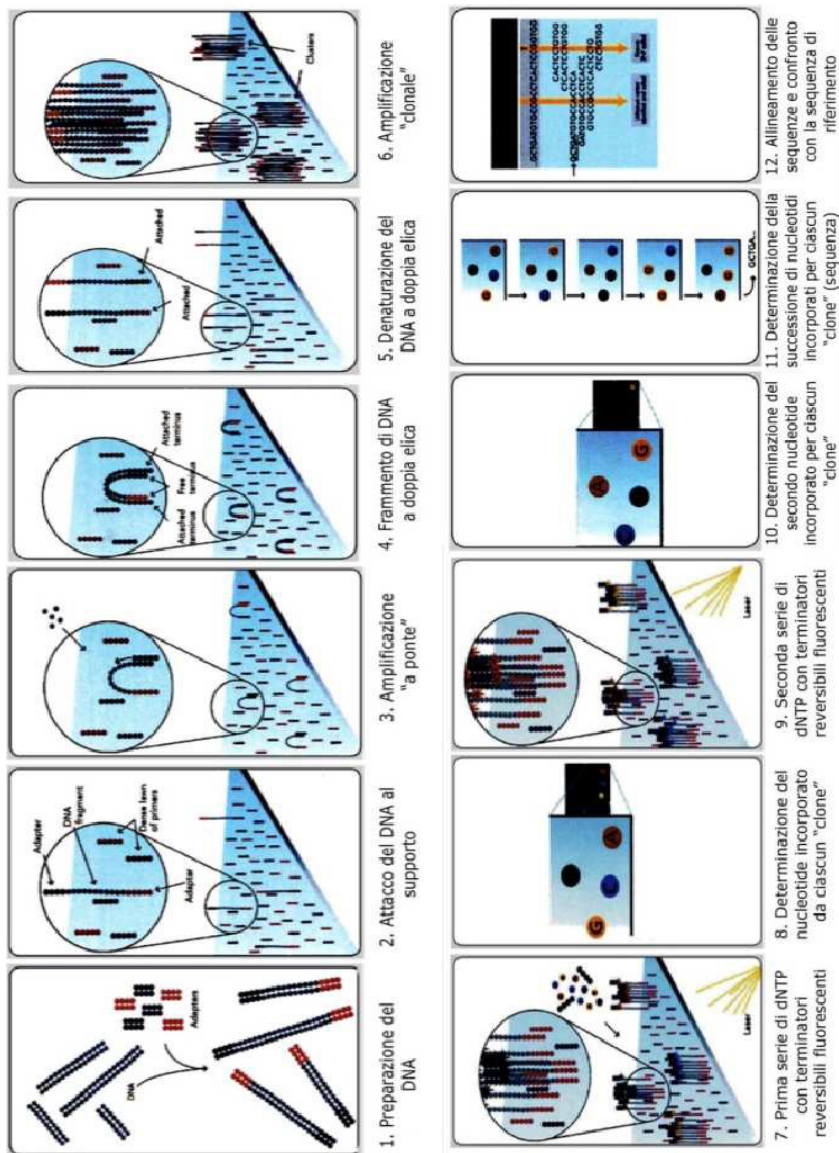 DNA
Adapters
1. Preparazione del
DNA
Adapter
DNA
fragment
Dense lawn
of primers
Adapter
2. Attacco del DNA al
supporto
3. Amplificazione
"a ponte"
Attached
terminus
Free
terminus
Attached
terminus
4. Frammento di DNA
a doppia elica
Attached
Attached
5. Denaturazione del
DNA a doppia elica
Clusters
6. Amplificazione
"clonale"
Laser
7. Prima serie di dNTP
con terminatori
reversibili fluorescenti
G
C
A
8. Determinazione del
nucleotide incorporato
da ciascun "clone"
Laser
9. Seconda serie di
dNTP con terminatori
reversibili fluorescenti
A
G
10. Determinazione del
secondo nucleotide
incorporato per ciascun
"clone"
GCTGA...
11. Determinazione della
successione di nucleotidi
incorporati per ciascun
"clone" (sequenza)
12. Allineamento delle
sequenze e confronto
con la sequenza di
riferimento